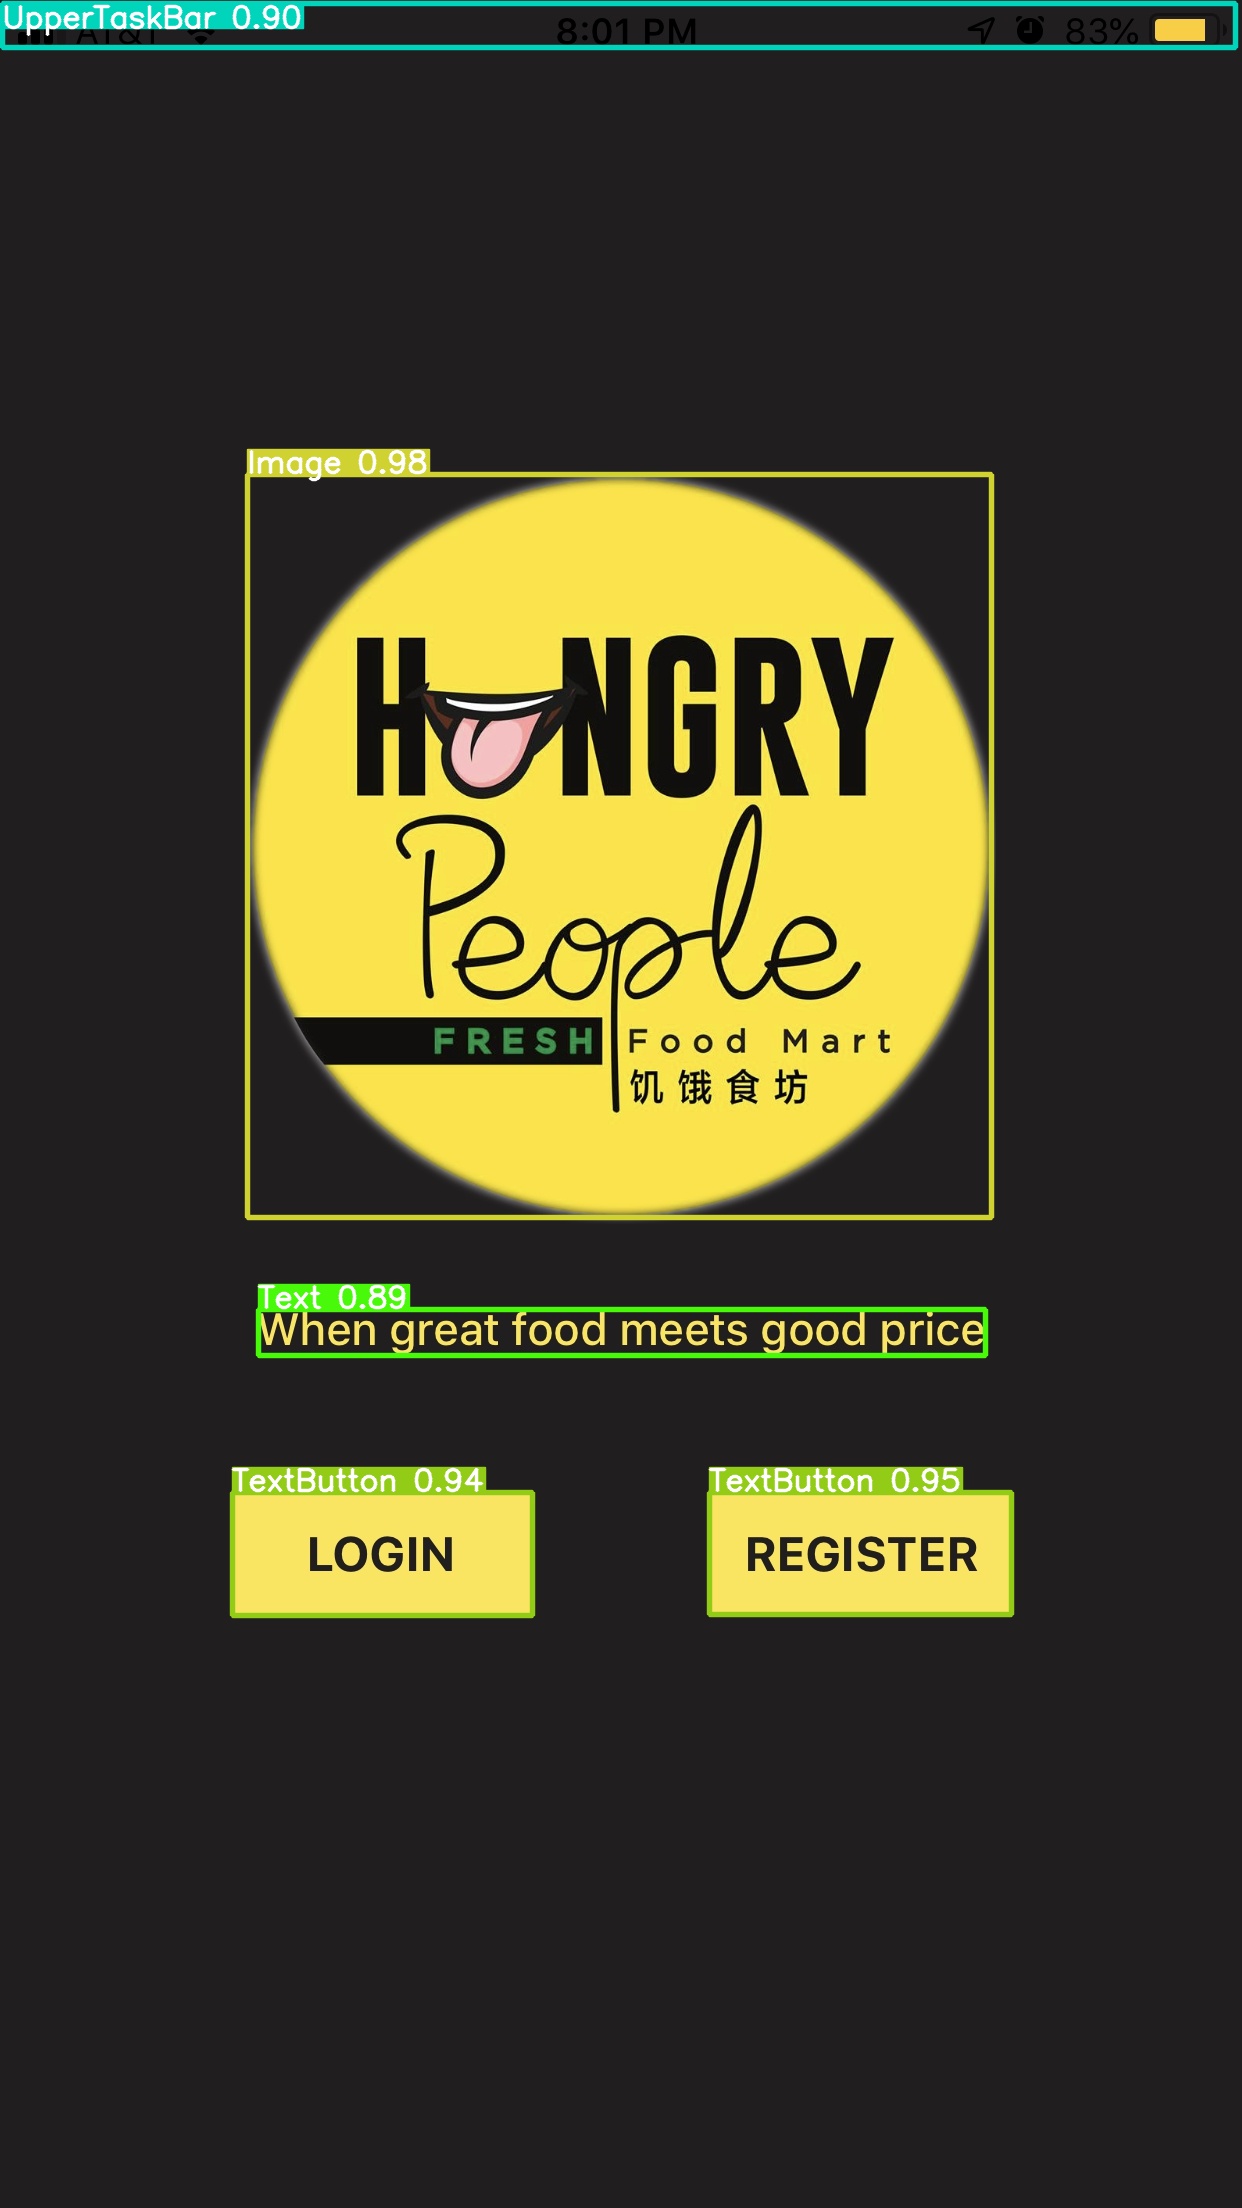 UpperTaskBar 0.90
AT&T 8:01 PM 83%
Image 0.98
HUNGRY
People
FRESH Food Mart
饥饿食坊
Text 0.89
When great food meets good price
TextButton 0.94 TextButton 0.95
LOGIN REGISTER